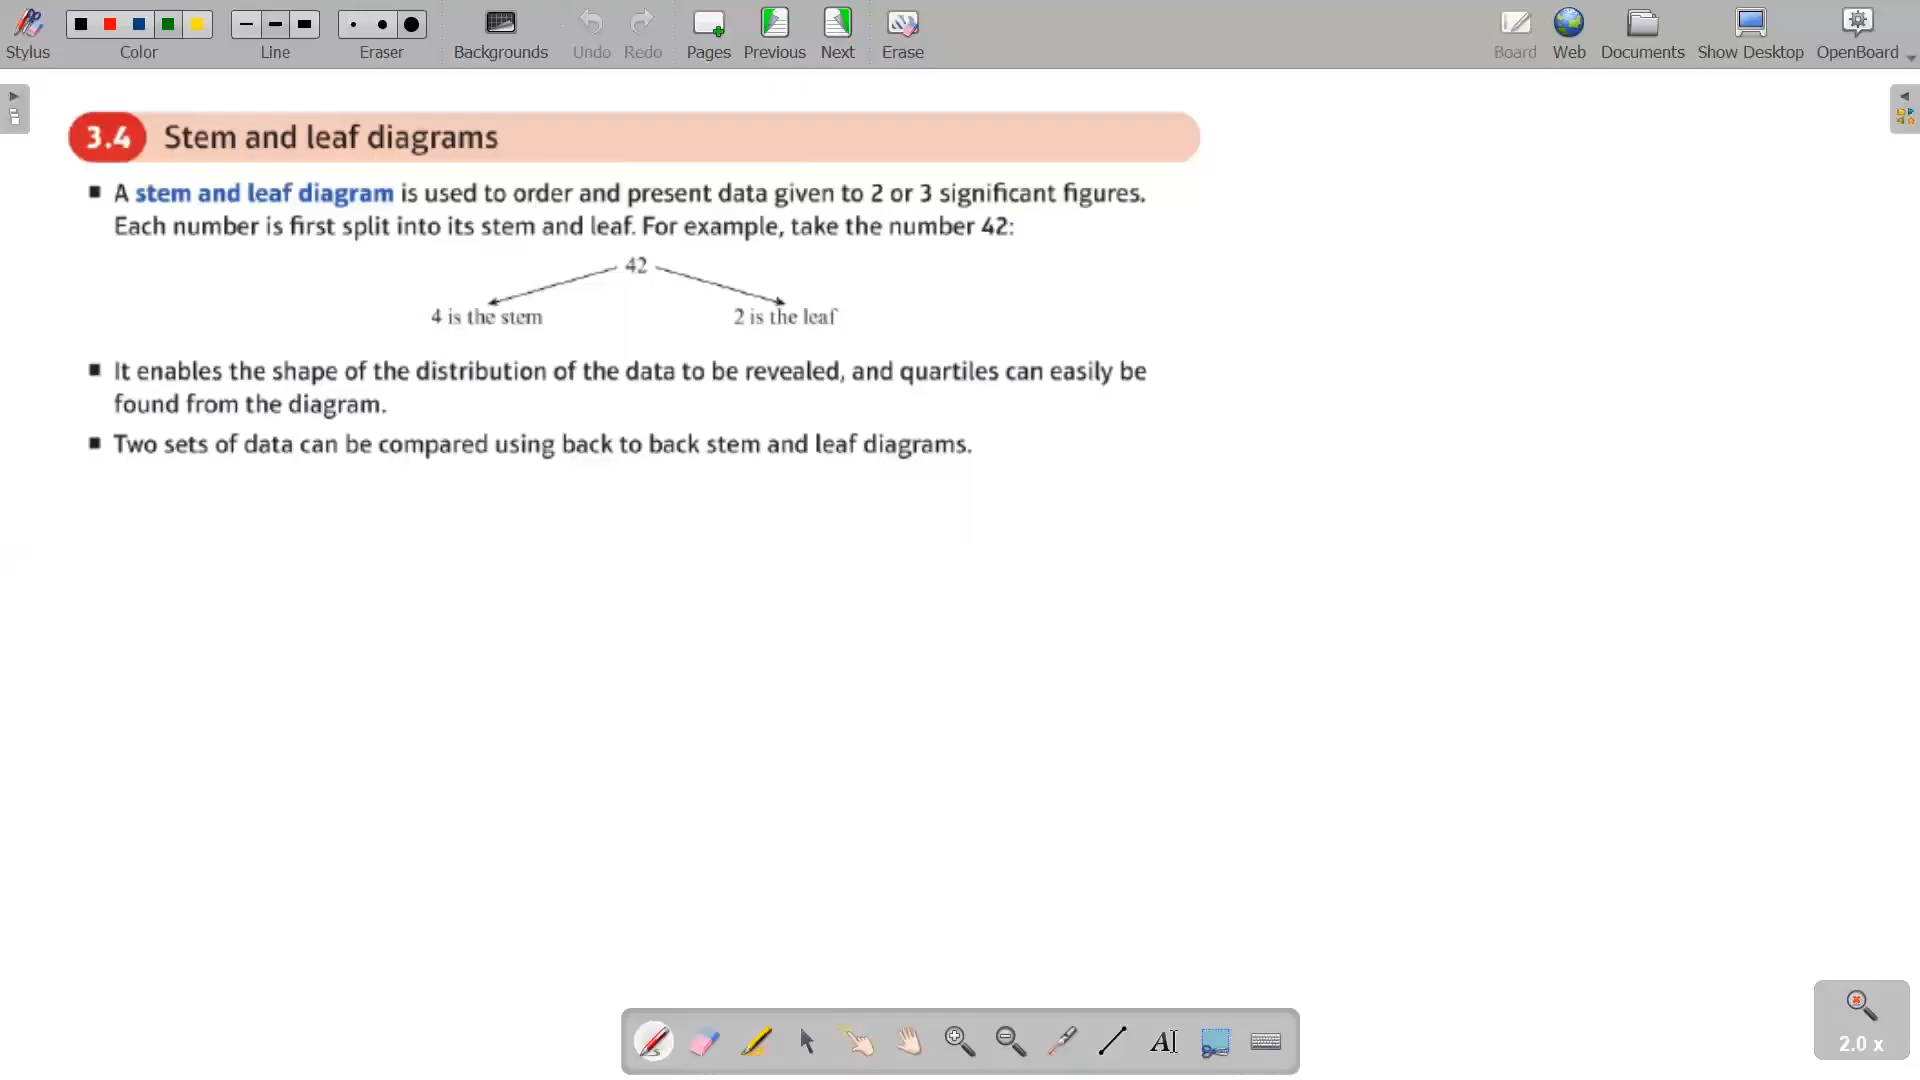 Stylus Color Line Eraser Backgrounds Undo Redo Pages Previous Next Erase Board Web Documents Show Desktop OpenBoard
3.4 Stem and leaf diagrams
■ A stem and leaf diagram is used to order and present data given to 2 or 3 significant figures.
Each number is first split into its stem and leaf. For example, take the number 42:
42
4 is the stem 2 is the leaf
■ It enables the shape of the distribution of the data to be revealed, and quartiles can easily be
found from the diagram.
■ Two sets of data can be compared using back to back stem and leaf diagrams.
AI
2.0 x